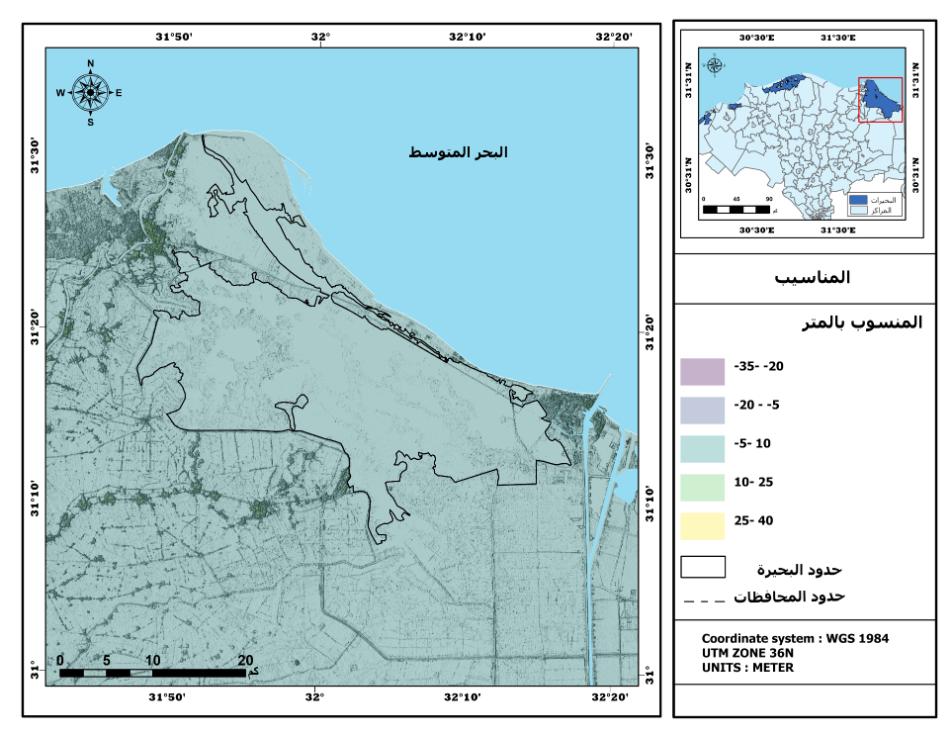 31°50'
32°
32°10'
32°20'
N
W
E
S
31°30'
31°30'
البحر المتوسط
31°20'
31°20'
31°10'
31°10'
31°
31°
0 5 10 20
كم
31°50'
32°
32°10'
32°20'
30°30'E
31°30'E
31°31'N
31°31'N
30°31'N
30°31'N
0 45 90
كم
البحيرات
المراكز
30°30'E
31°30'E
المناسيب
المنسوب بالمتر
-35- -20
-20 - -5
-5- 10
10- 25
25- 40
حدود البحيرة
حدود المحافظات
Coordinate system : WGS 1984
UTM ZONE 36N
UNITS : METER